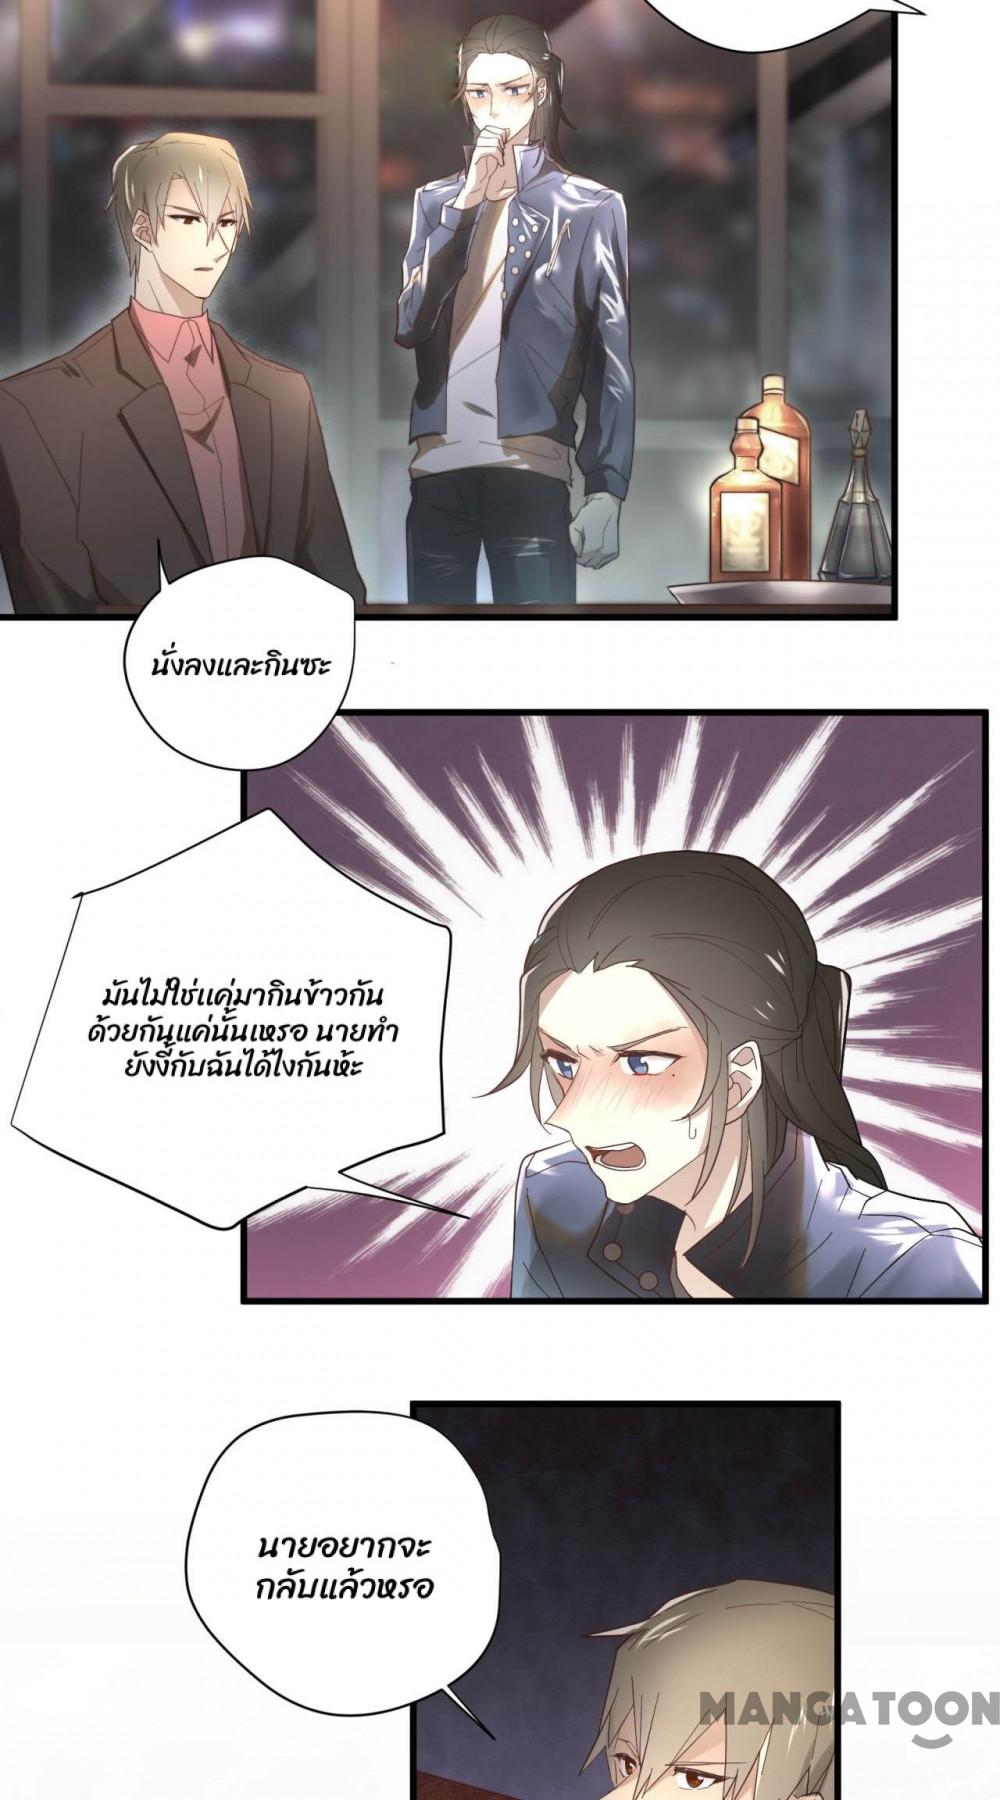 นั่งลงและกินซะ
มันไม่ใช่แค่มากินข้าวกัน
ด้วยกันแค่นั้นเหรอ นายทำ
ยังงี้กับฉันได้ไงกันห้ะ
นายอยากจะ
กลับแล้วหรอ
MANGATOON